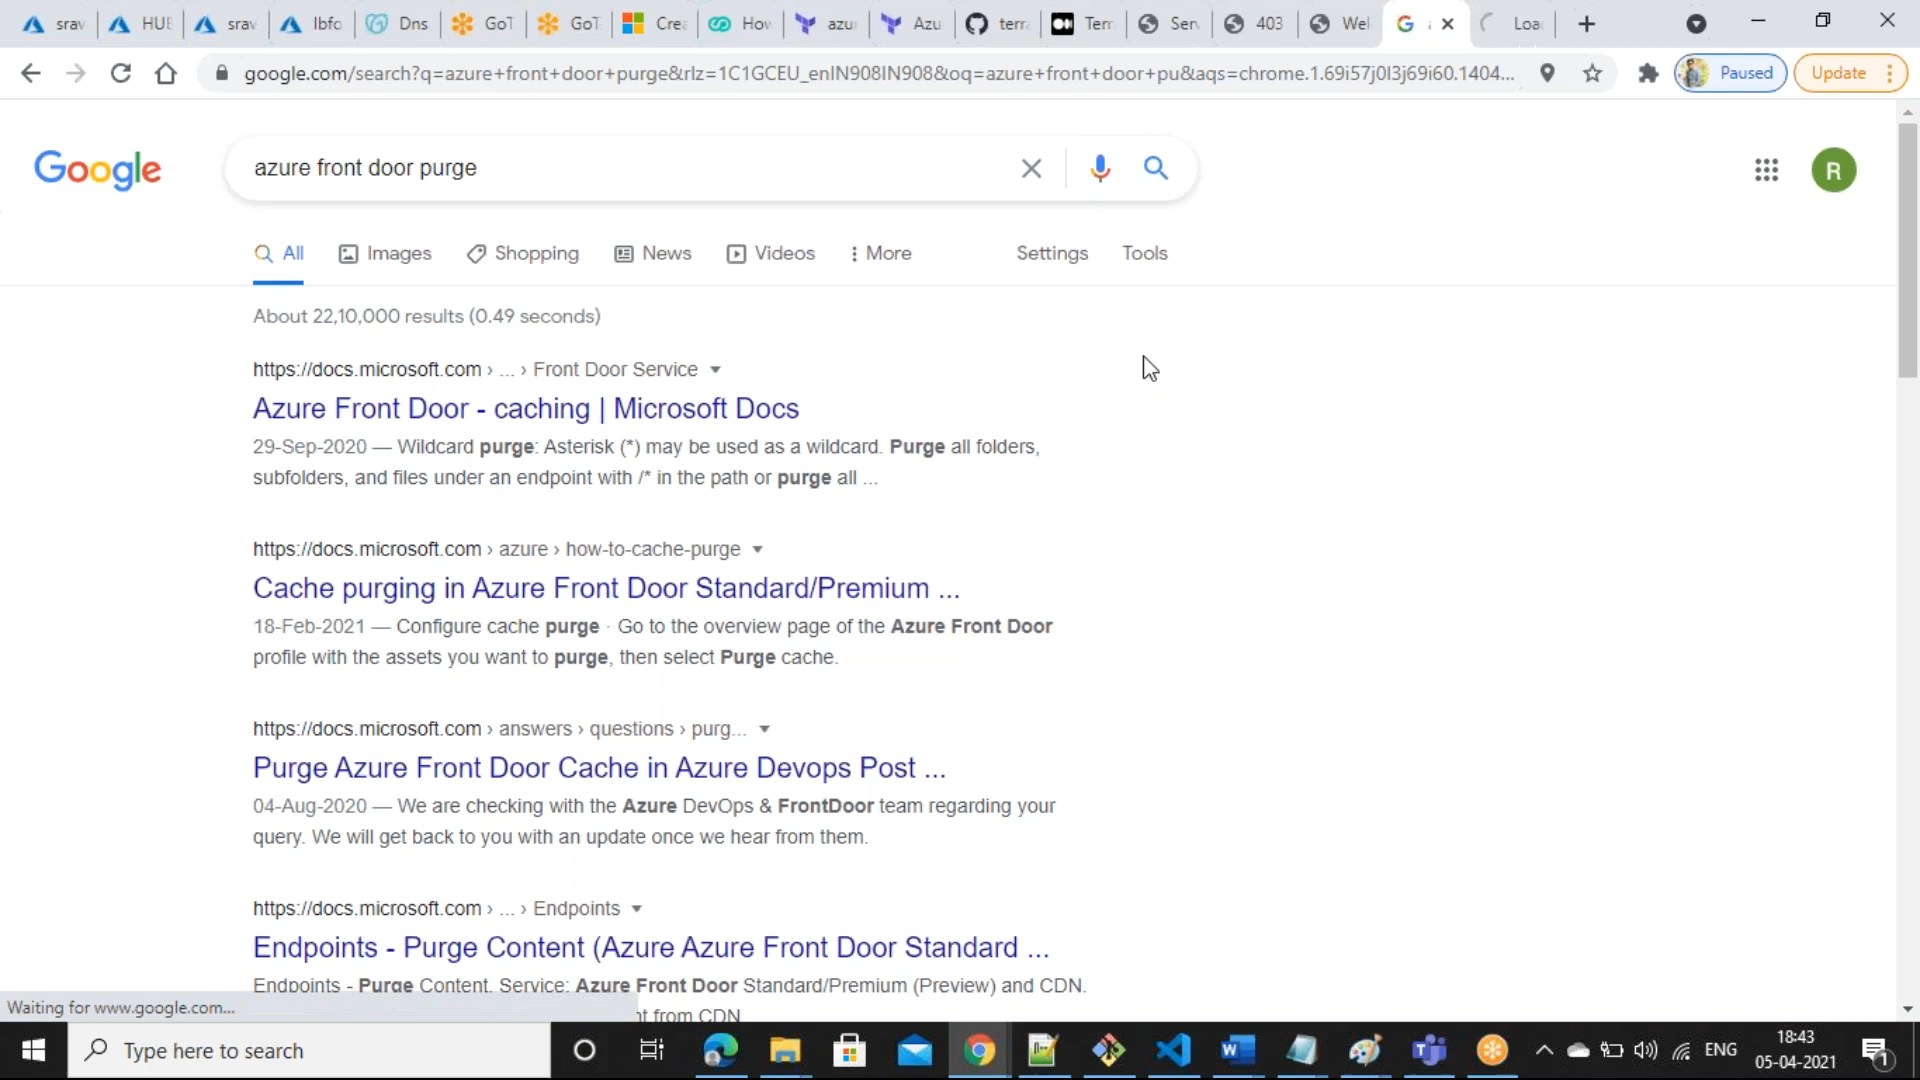 srav
HUE
srav
lbfo
Dns
GoT
GoT
Crea
How
azur
Azu
terra
Terr
Serv
403
Wel
Loa
google.com/search?q=azure+front+door+purge&rlz=1C1GCEU_enIN908IN908&oq=azure+front+door+pu&aqs=chrome.1.69i57j0l3j69i60.1404...
Paused
Update
Google
azure front door purge
R
All
Images
Shopping
News
Videos
More
Settings
Tools
About 22,10,000 results (0.49 seconds)
https://docs.microsoft.com › ... › Front Door Service
Azure Front Door - caching | Microsoft Docs
29-Sep-2020 — Wildcard purge: Asterisk (*) may be used as a wildcard. Purge all folders,
subfolders, and files under an endpoint with /* in the path or purge all ...
https://docs.microsoft.com › azure › how-to-cache-purge
Cache purging in Azure Front Door Standard/Premium ...
18-Feb-2021 — Configure cache purge · Go to the overview page of the Azure Front Door
profile with the assets you want to purge, then select Purge cache.
https://docs.microsoft.com › answers › questions › purg...
Purge Azure Front Door Cache in Azure Devops Post ...
04-Aug-2020 — We are checking with the Azure DevOps & FrontDoor team regarding your
query. We will get back to you with an update once we hear from them.
https://docs.microsoft.com › ... › Endpoints
Endpoints - Purge Content (Azure Azure Front Door Standard ...
Endpoints - Purge Content. Service: Azure Front Door Standard/Premium (Preview) and CDN.
Waiting for www.google.com...
nt from CDN
Type here to search
ENG
18:43
05-04-2021
1